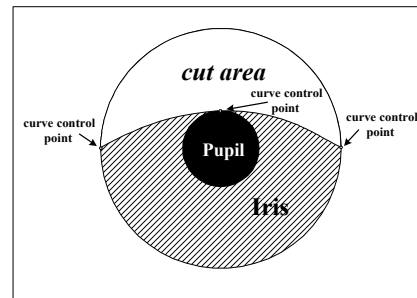 cut area
curve control
point
curve control
point
curve control
point
Pupil
Iris